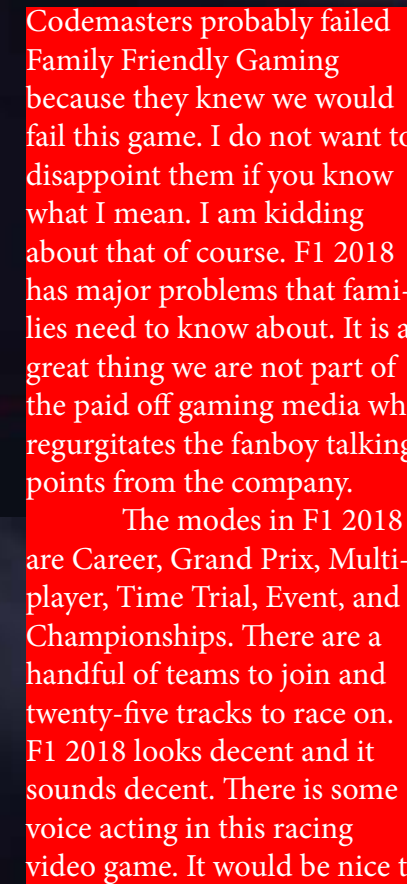 Codemasters probably failed
Family Friendly Gaming
because they knew we would
fail this game. I do not want to
disappoint them if you know
what I mean. I am kidding
about that of course. F1 2018
has major problems that fami-
lies need to know about. It is a
great thing we are not part of
the paid off gaming media wh
regurgitates the fanboy talking
points from the company.
The modes in F1 2018
are Career, Grand Prix, Multi-
player, Time Trial, Event, and
Championships. There are a
handful of teams to join and
twenty-five tracks to race on.
F1 2018 looks decent and it
sounds decent. There is some
voice acting in this racing
video game. It would be nice t